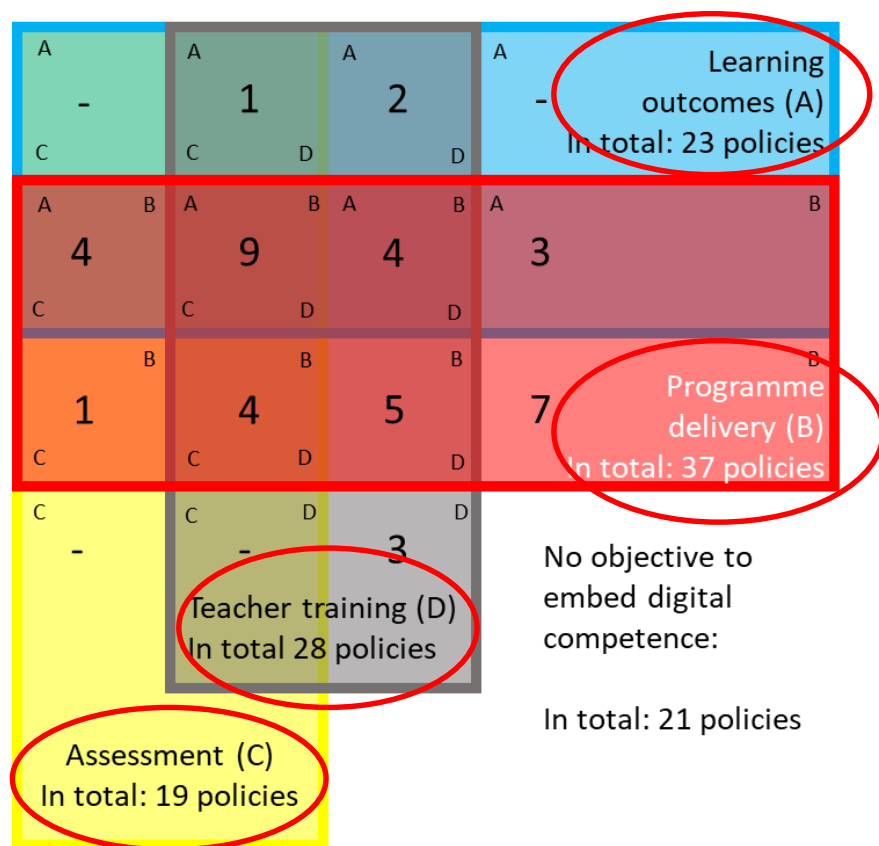 A A A A Learning
outcomes (A)
- 1 2 -
In total: 23 policies
C C D D
A B A B A B A B
4 9 4 3
C C D D
B B B B
Programme
delivery (B)
1 4 5 7
In total: 37 policies
C C D D
C C D D
- - 3
Teacher training (D)
In total 28 policies
No objective to
embed digital
competence:
In total: 21 policies
Assessment (C)
In total: 19 policies